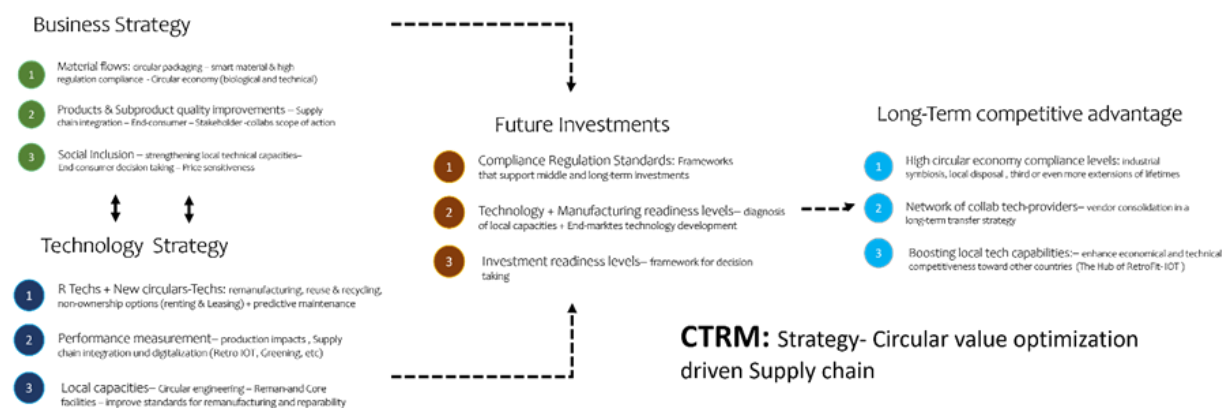 Business Strategy
1
Material flows: circular packaging – smart material & high
regulation compliance - Circular economy (biological and technical)
2
Products & Subproduct quality improvements – Supply
chain integration – End-consumer – Stakeholder -collabs scope of action
3
Social Inclusion – strengthening local technical capacities–
End-consumer decision taking – Price sensitiveness
Technology Strategy
1
R Techs + New circulars-Techs: remanufacturing, reuse & recycling,
non-ownership options (renting & Leasing) + predictive maintenance
2
Performance measurement– production impacts , Supply
chain integration und digitalization (Retro IOT, Greening, etc)
3
Local capacities– Circular engineering – Reman-and Core
facilities – improve standards for remanufacturing and reparability
Future Investments
1
Compliance Regulation Standards: Frameworks
that support middle and long-term investments
2
Technology + Manufacturing readiness levels– diagnosis
of local capacities + End-marktes technology development
3
Investment readiness levels– framework for decision
taking
Long-Term competitive advantage
1
High circular economy compliance levels: industrial
symbiosis, local disposal , third or even more extensions of lifetimes
2
Network of collab tech-providers– vendor consolidation in a
long-term transfer strategy
3
Boosting local tech capabilities:– enhance economical and technical
competitiveness toward other countries (The Hub of RetroFit- IOT )
CTRM: Strategy- Circular value optimization
driven Supply chain